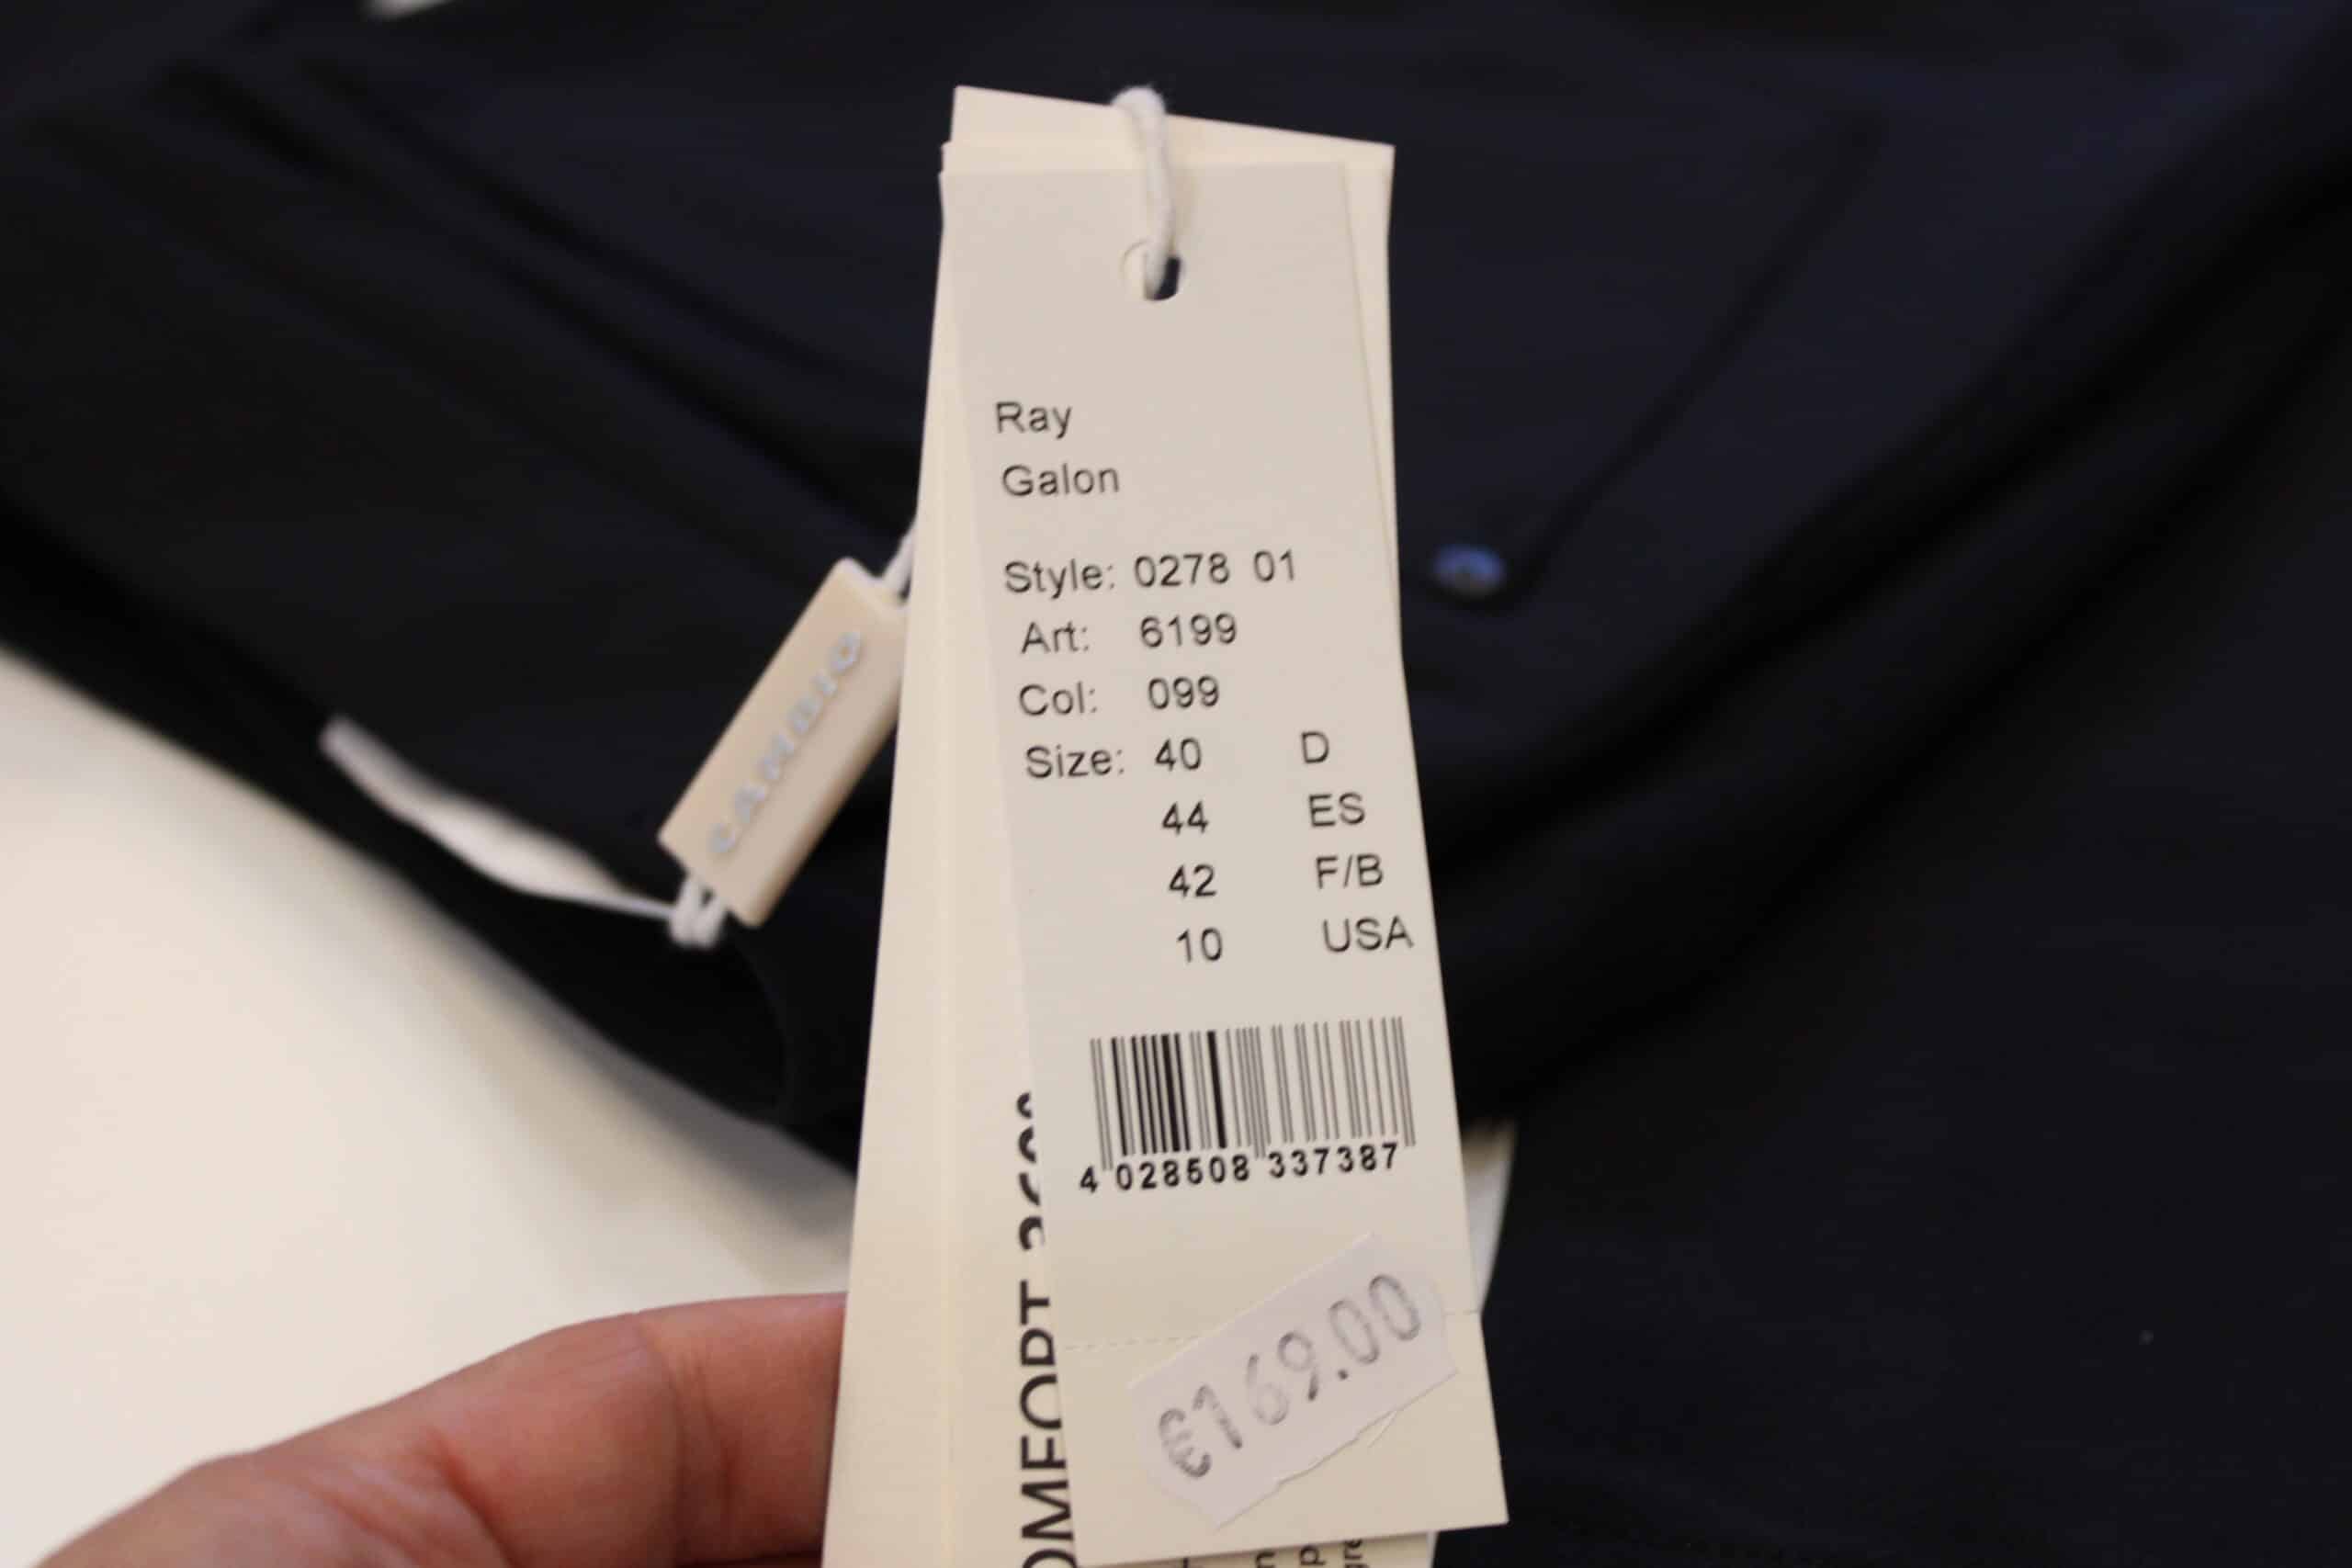 Ray
Galon
Style: 0278 01
Art: 6199
Col: 099
Size: 40 D
44 ES
42 F/B
10 USA
4 028508 337387
€169.00
CAMBIO